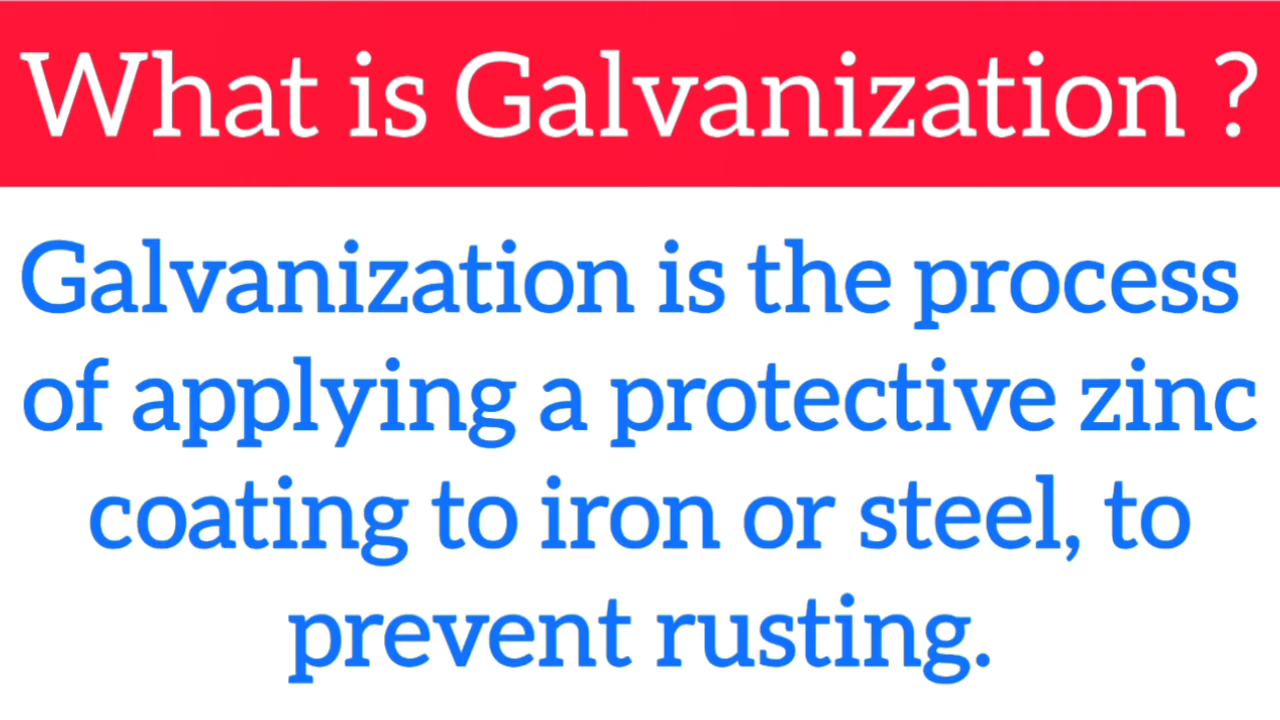 What is Galvanization ?
Galvanization is the process
of applying a protective zinc
coating to iron or steel, to
prevent rusting.